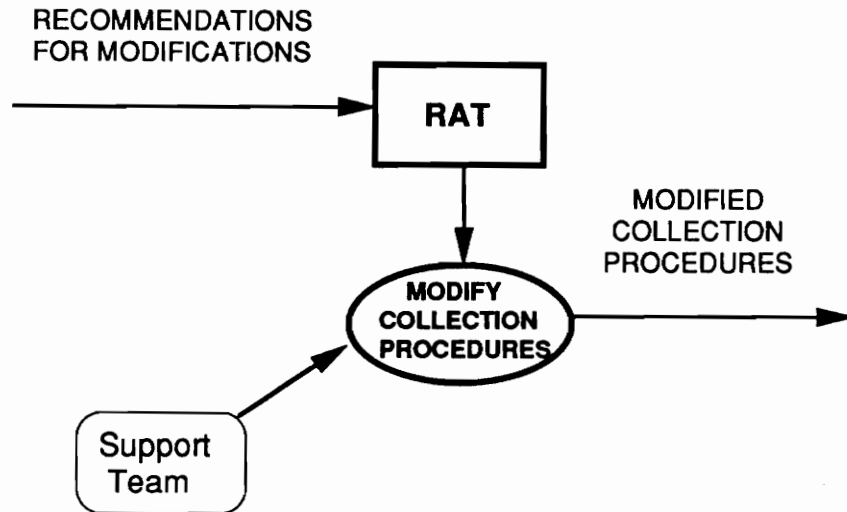 RECOMMENDATIONS
FOR MODIFICATIONS
RAT
MODIFIED
COLLECTION
PROCEDURES
MODIFY
COLLECTION
PROCEDURES
Support
Team